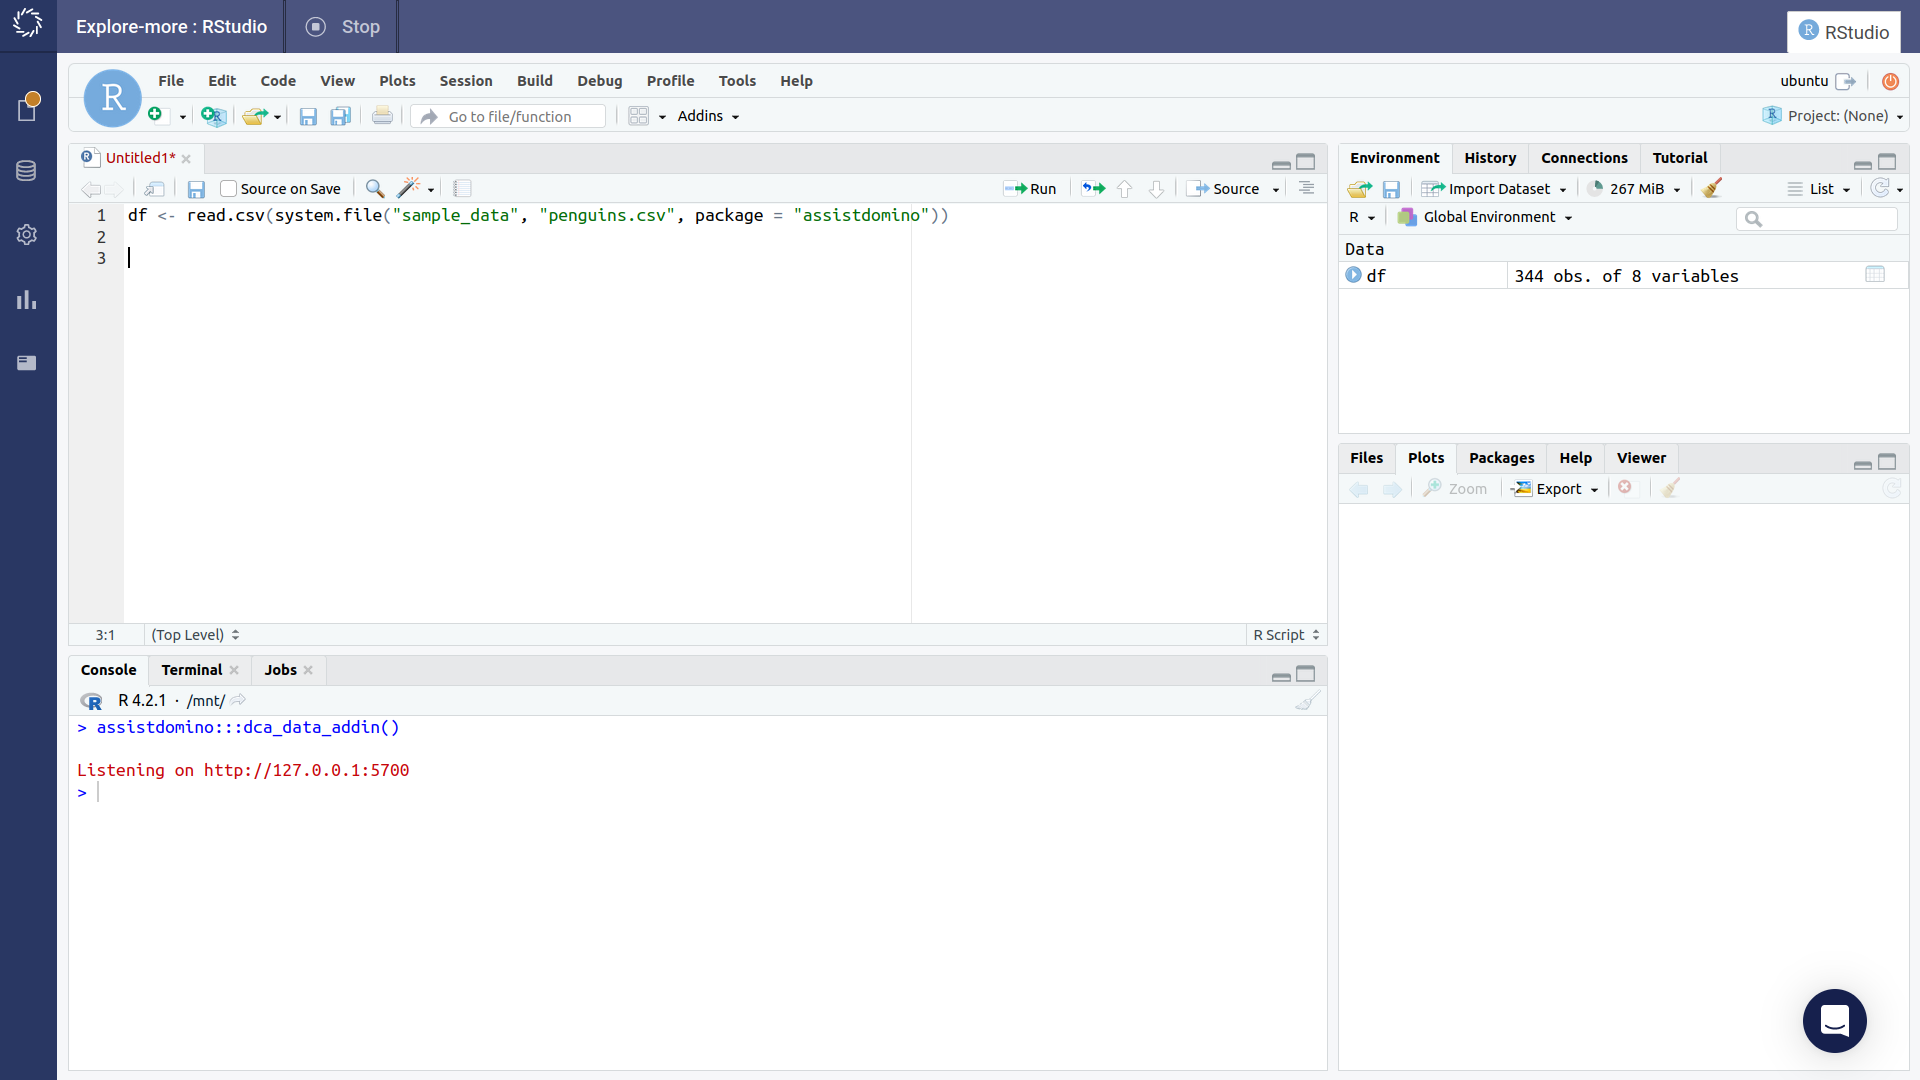 Explore-more : RStudio
Stop
R RStudio
R
File Edit Code View Plots Session Build Debug Profile Tools Help
ubuntu
Go to file/function
Addins
R Project: (None)
Untitled1*
Source on Save
Run
Source
1 df <- read.csv(system.file("sample_data", "penguins.csv", package = "assistdomino"))
2
3
3:1
(Top Level)
R Script
Console Terminal Jobs
R R 4.2.1 · /mnt/
> assistdomino:::dca_data_addin()
Listening on http://127.0.0.1:5700
>
Environment History Connections Tutorial
Import Dataset
267 MiB
List
R
Global Environment
Data
df 344 obs. of 8 variables
Files Plots Packages Help Viewer
Zoom
Export